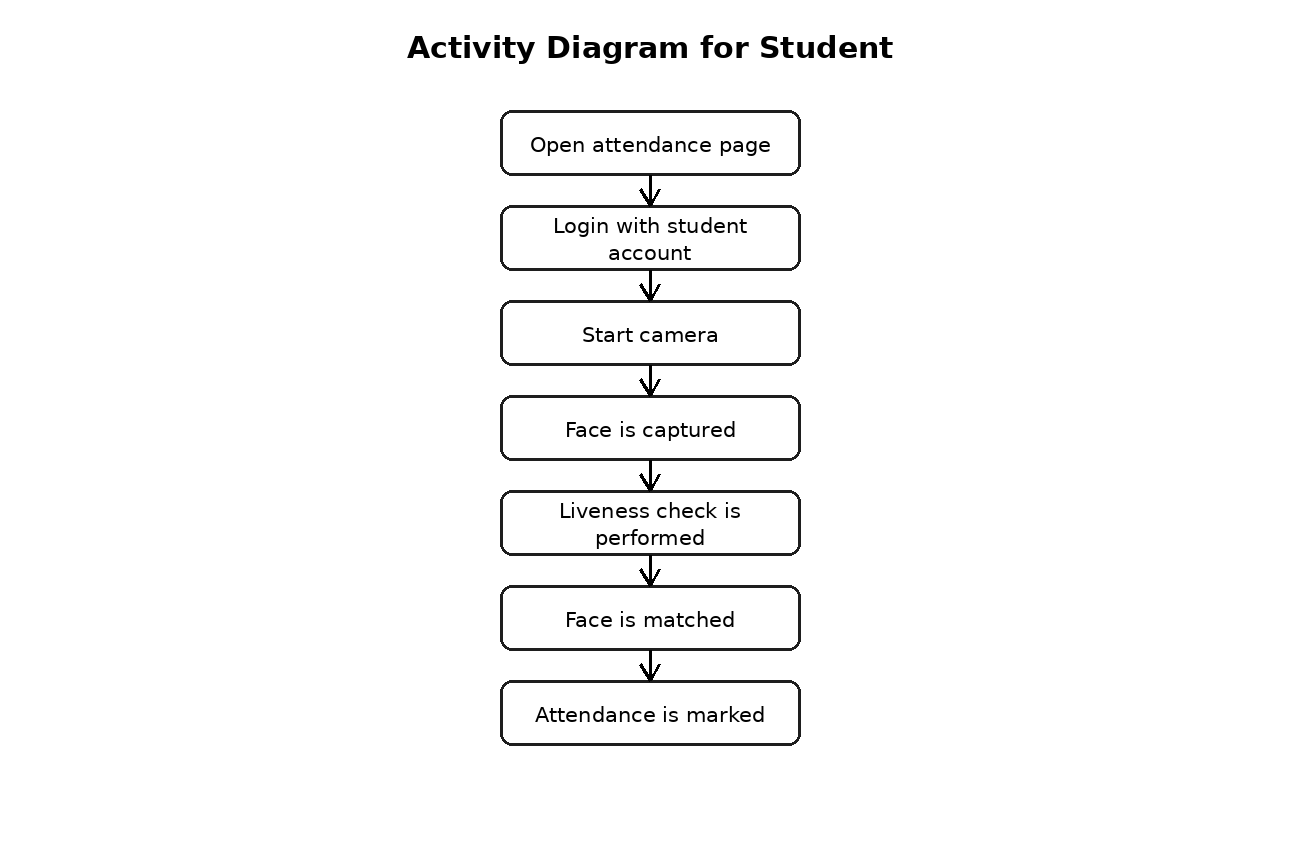 Activity Diagram for Student
Open attendance page
Login with student
account
Start camera
Face is captured
Liveness check is
performed
Face is matched
Attendance is marked